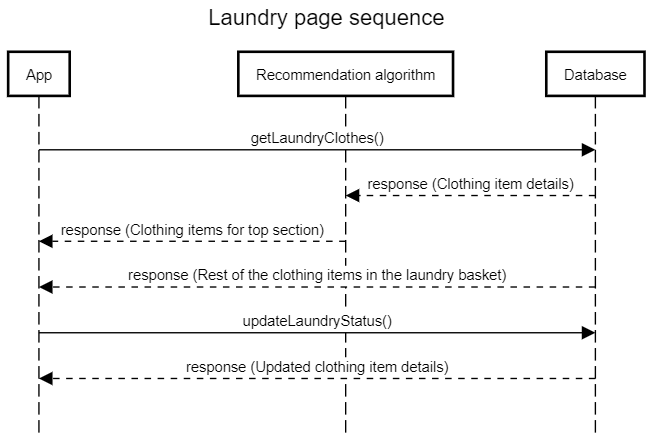 Laundry page sequence
App
Recommendation algorithm
Database
getLaundryClothes()
response (Clothing item details)
response (Clothing items for top section)
response (Rest of the clothing items in the laundry basket)
updateLaundryStatus()
response (Updated clothing item details)